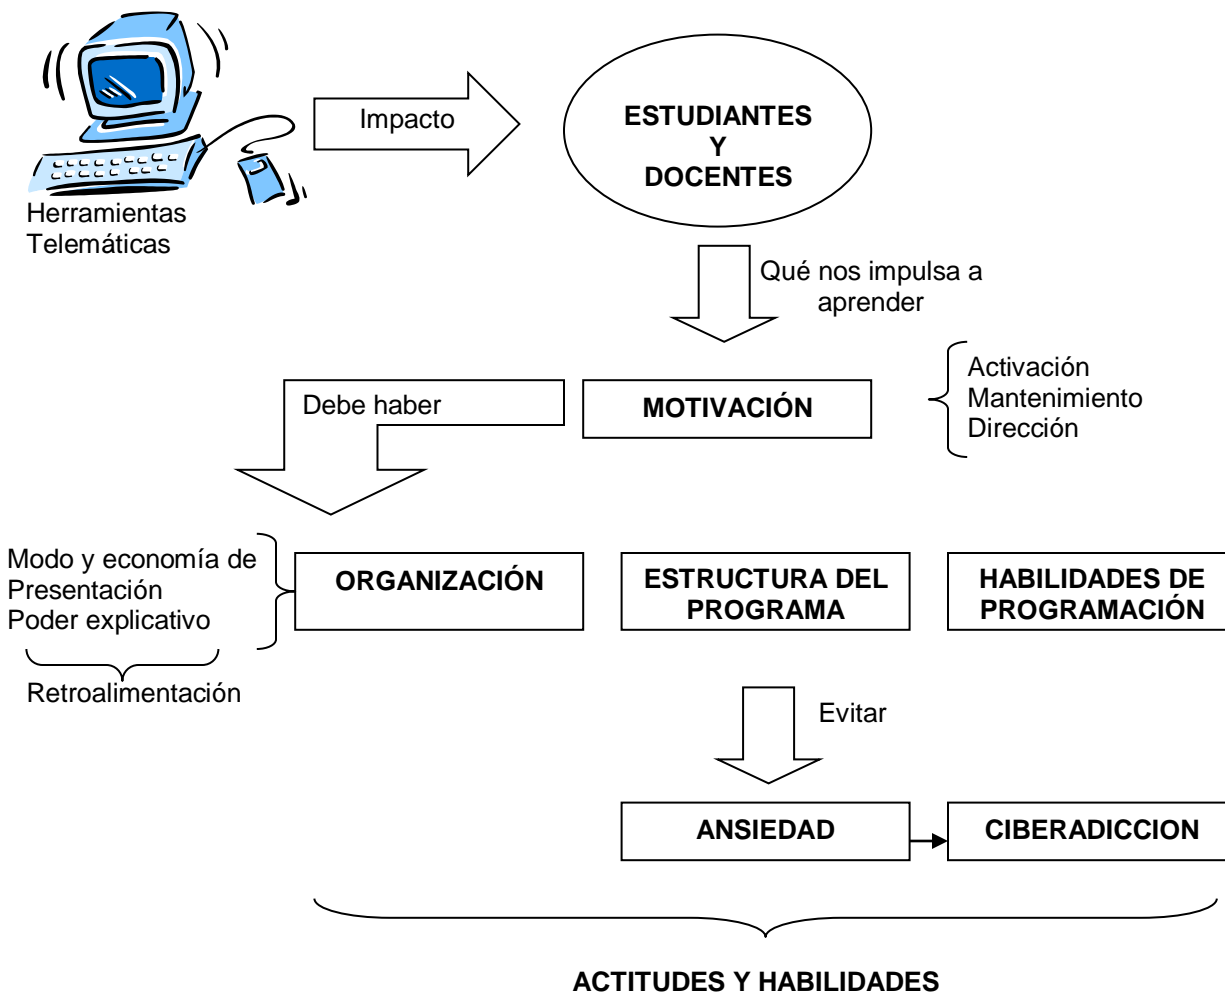 Impacto
ESTUDIANTES
Y
DOCENTES
Herramientas
Telemáticas
Qué nos impulsa a
aprender
Debe haber
MOTIVACIÓN
Activación
Mantenimiento
Dirección
Modo y economía de
Presentación
Poder explicativo
Retroalimentación
ORGANIZACIÓN
ESTRUCTURA DEL
PROGRAMA
HABILIDADES DE
PROGRAMACIÓN
Evitar
ANSIEDAD
CIBERADICCION
ACTITUDES Y HABILIDADES